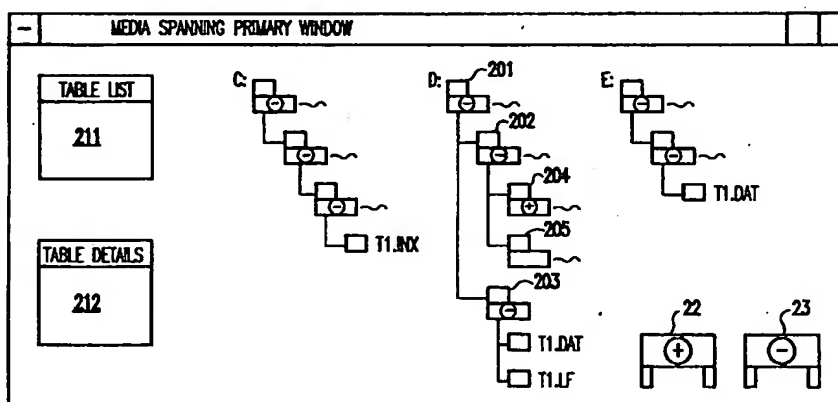 MEDIA SPANNING PRIMARY WINDOW
TABLE LIST
211
TABLE DETAILS
212
C:
T1.INX
D:
201
202
204
205
203
T1.DAT
T1.LF
E:
T1.DAT
22
23